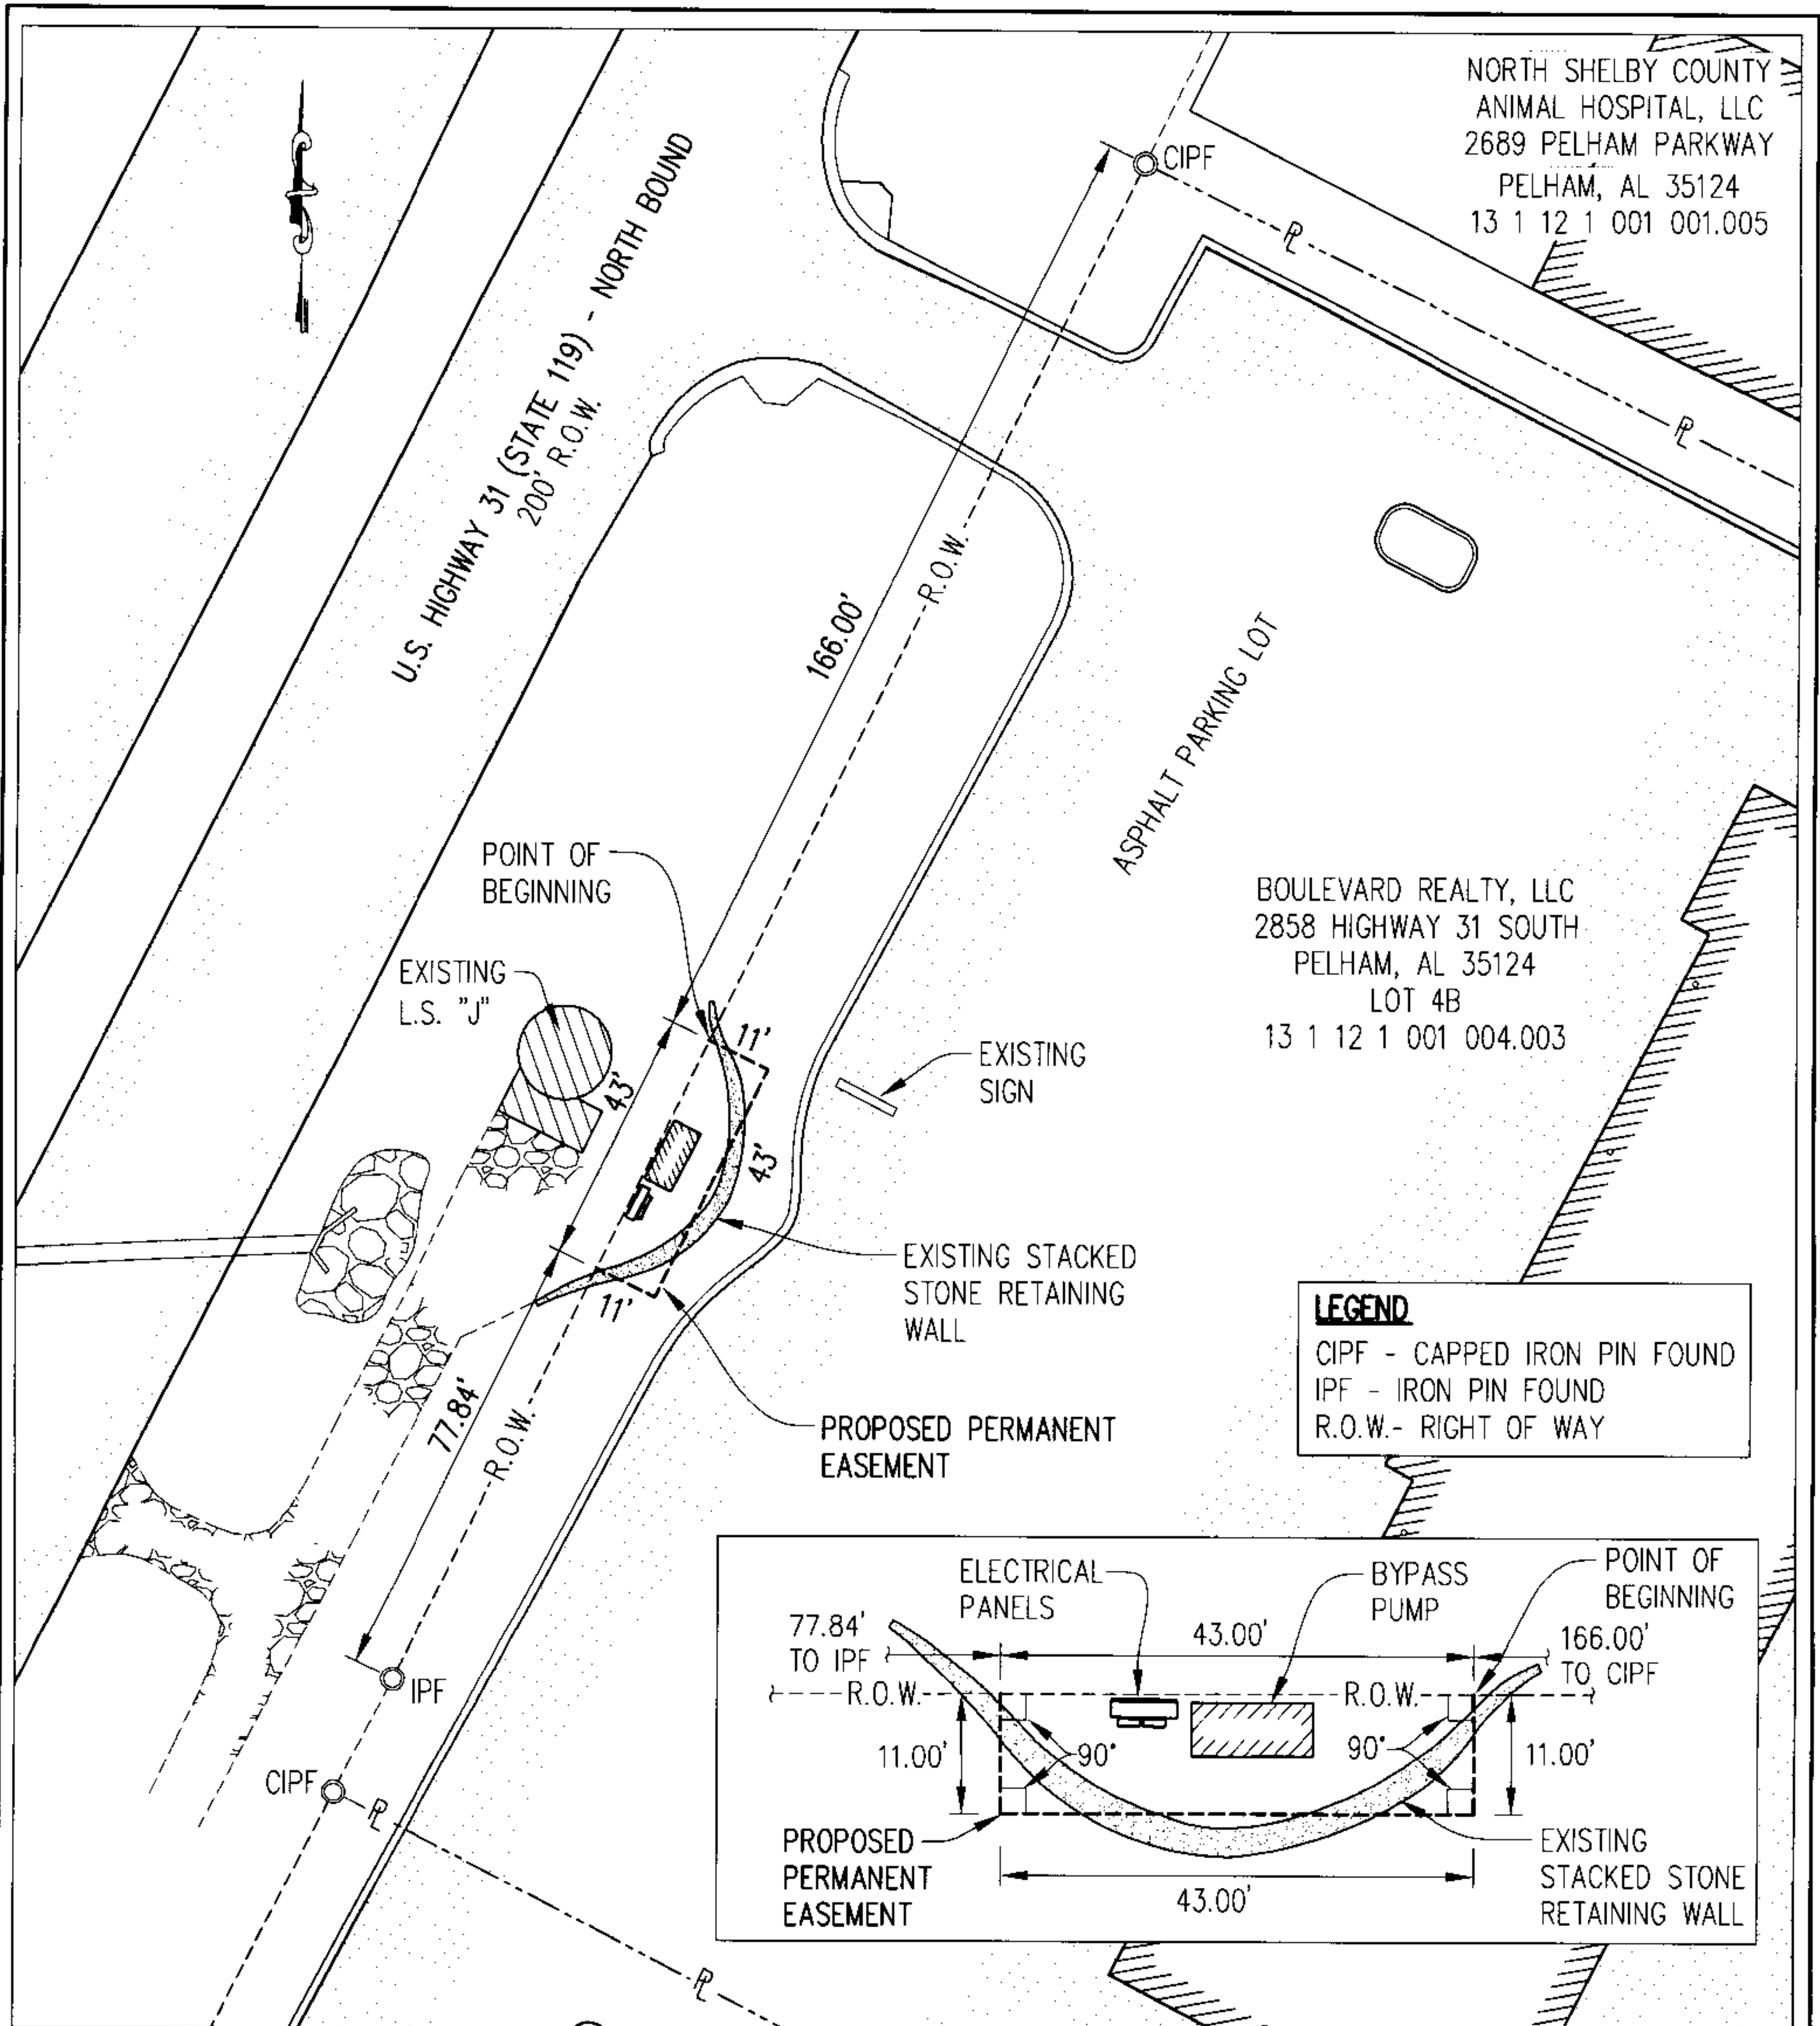 NORTH SHELBY COUNTY
ANIMAL HOSPITAL, LLC
2689 PELHAM PARKWAY
PELHAM, AL 35124
13 1 12 1 001 001.005
CIPF
PL
PL
U.S. HIGHWAY 31 (STATE 119) - NORTH BOUND
200' R.O.W.
R.O.W.
166.00'
ASPHALT PARKING LOT
POINT OF
BEGINNING
BOULEVARD REALTY, LLC
2858 HIGHWAY 31 SOUTH
PELHAM, AL 35124
LOT 4B
13 1 12 1 001 004.003
EXISTING
L.S. "J"
11'
EXISTING
SIGN
43'
43'
EXISTING STACKED
STONE RETAINING
WALL
11'
LEGEND
CIPF - CAPPED IRON PIN FOUND
IPF - IRON PIN FOUND
R.O.W.- RIGHT OF WAY
77.84'
R.O.W.
PROPOSED PERMANENT
EASEMENT
IPF
CIPF
PL
PL
ELECTRICAL
PANELS
BYPASS
PUMP
POINT OF
BEGINNING
77.84'
TO IPF
43.00'
166.00'
TO CIPF
R.O.W.
R.O.W.
11.00'
90°
90°
11.00'
PROPOSED
PERMANENT
EASEMENT
43.00'
EXISTING
STACKED STONE
RETAINING WALL